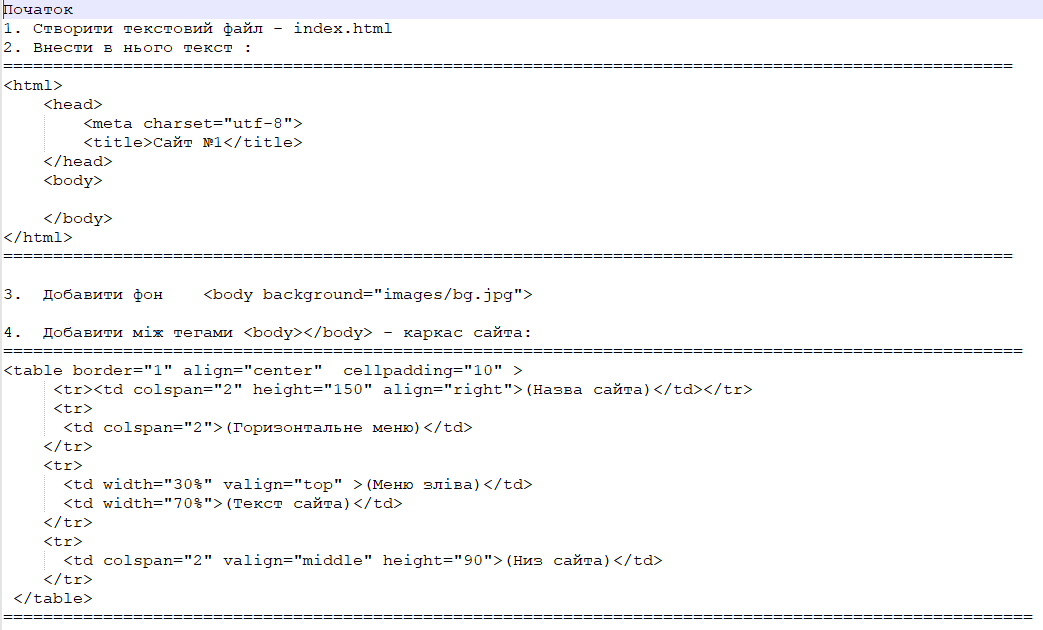 Початок
1. Створити текстовий файл - index.html
2. Внести в нього текст :
=====================================================================================================
<html>
    <head>
        <meta charset="utf-8">
        <title>Сайт №1</title>
    </head>
    <body>

    </body>
</html>
=====================================================================================================

3.  Добавити фон    <body background="images/bg.jpg">

4.  Добавити між тегами <body></body> - каркас сайта:
======================================================================================================
<table border="1" align="center"  cellpadding="10" >
     <tr><td colspan="2" height="150" align="right">(Назва сайта)</td></tr>
     <tr>
      <td colspan="2">(Горизонтальне меню)</td>
    </tr>
    <tr>
      <td width="30%" valign="top" >(Меню зліва)</td>
      <td width="70%">(Текст сайта)</td>
    </tr>
    <tr>
      <td colspan="2" valign="middle" height="90">(Низ сайта)</td>
    </tr>
 </table>
=======================================================================================================